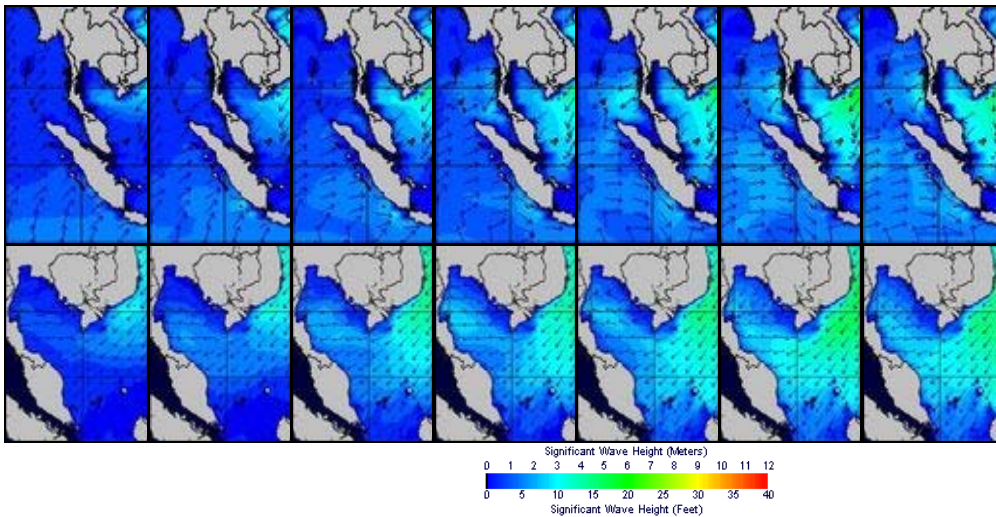 Significant Wave Height (Meters)
0 1 2 3 4 5 6 7 8 9 10 11 12
0 5 10 15 20 25 30 35 40
Significant Wave Height (Feet)